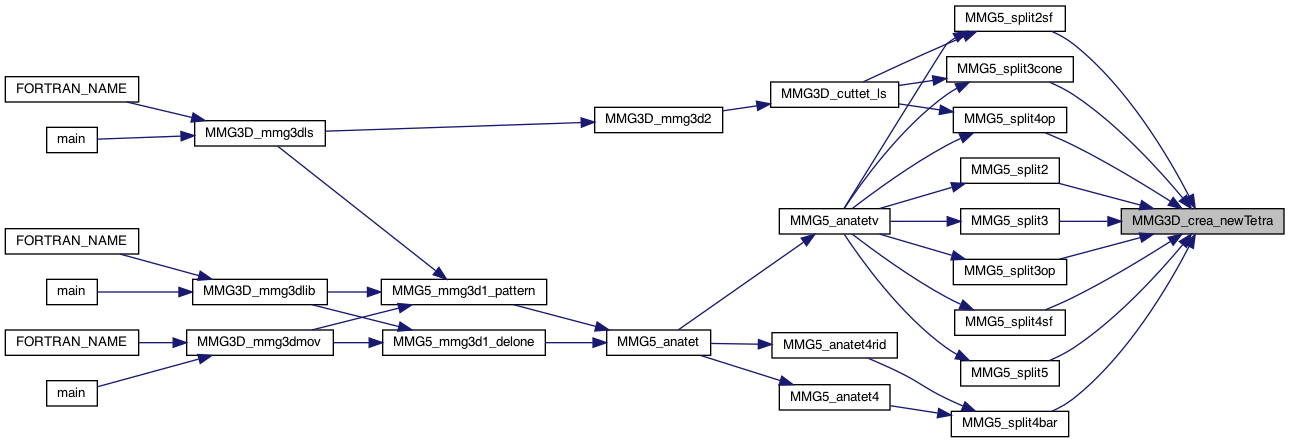 MMG5_split2sf
MMG5_split3cone
FORTRAN_NAME
MMG3D_cuttet_ls
MMG3D_mmg3d2
MMG5_split4op
main
MMG3D_mmg3dls
MMG5_split2
MMG5_anatetv
MMG5_split3
MMG3D_crea_newTetra
FORTRAN_NAME
MMG5_split3op
main
MMG3D_mmg3dlib
MMG5_mmg3d1_pattern
MMG5_split4sf
FORTRAN_NAME
MMG3D_mmg3dmov
MMG5_mmg3d1_delone
MMG5_anatet
MMG5_anatet4rid
MMG5_split5
main
MMG5_anatet4
MMG5_split4bar